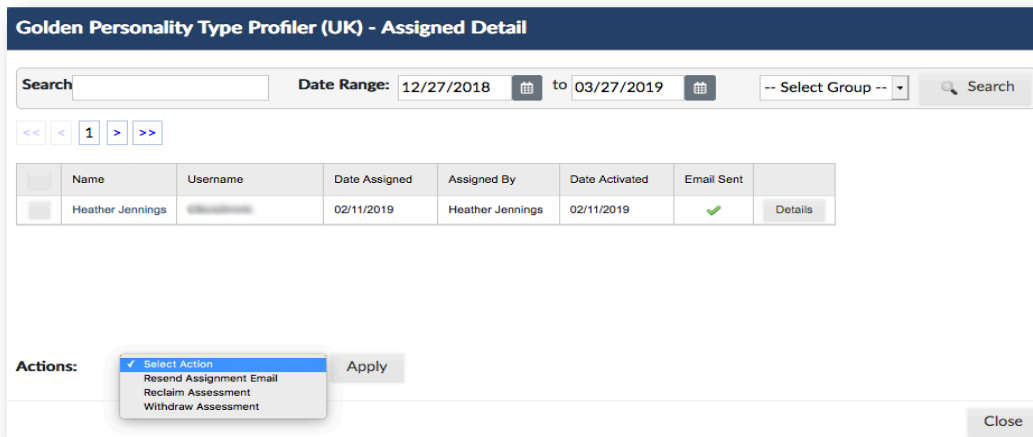 Golden Personality Type Profiler (UK) - Assigned Detail
Search Date Range: 12/27/2018 to 03/27/2019 -- Select Group -- Search
<< < 1 > >>
Name Username Date Assigned Assigned By Date Activated Email Sent
Heather Jennings 02/11/2019 Heather Jennings 02/11/2019 Details
Actions: ✓ Select Action Apply
Resend Assignment Email
Reclaim Assessment
Withdraw Assessment
Close